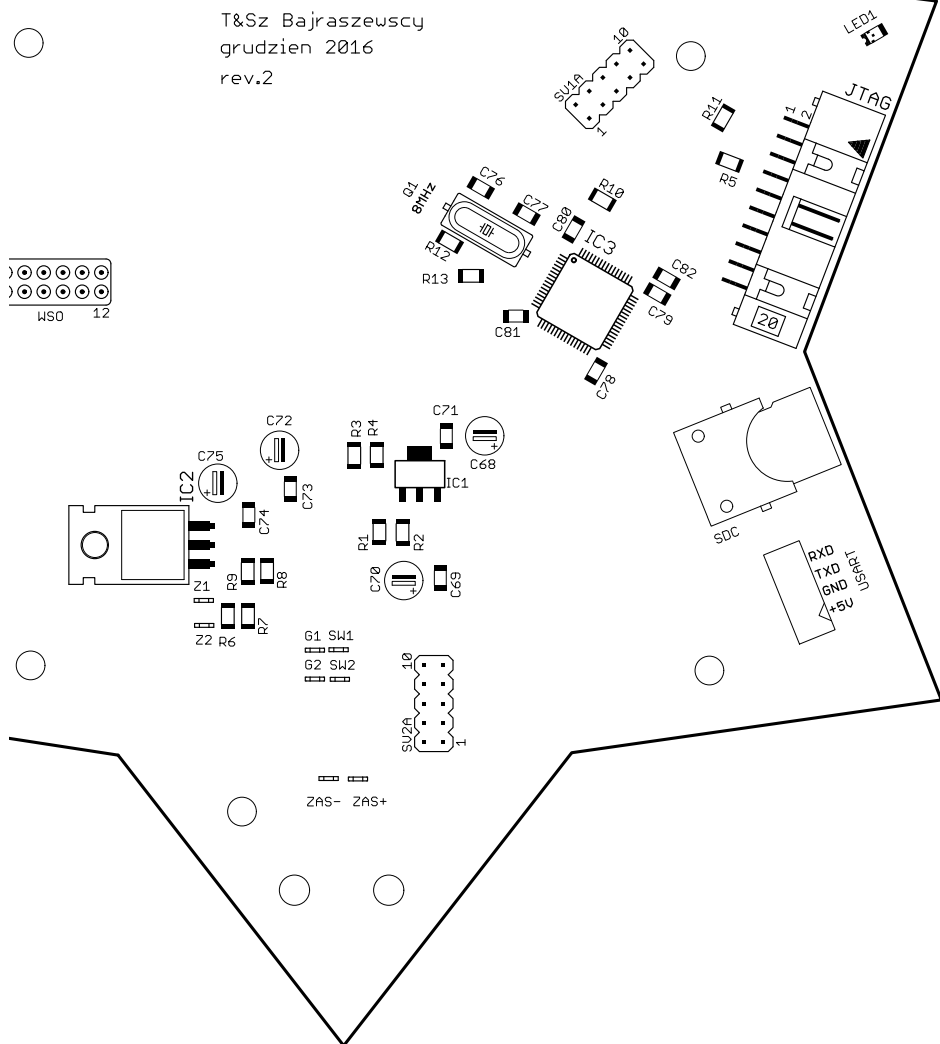 T&Sz Bajraszewscy
grudzien 2016
rev.2
LED1
10
SV1A
1
JTAG
1
2
R11
R5
C76
Q1
8MHz
C77
R10
C80
IC3
R12
R13
C82
C79
C81
C78
20
WSO
12
C72
C71
R3
R4
C75
C68
IC2
IC1
C73
C74
SDC
R1
R2
RXD
TXD
GND
+5V
USART
R9
R8
C70
C69
Z1
Z2
R6
R7
G1
SW1
G2
SW2
10
SV2A
1
ZAS-
ZAS+